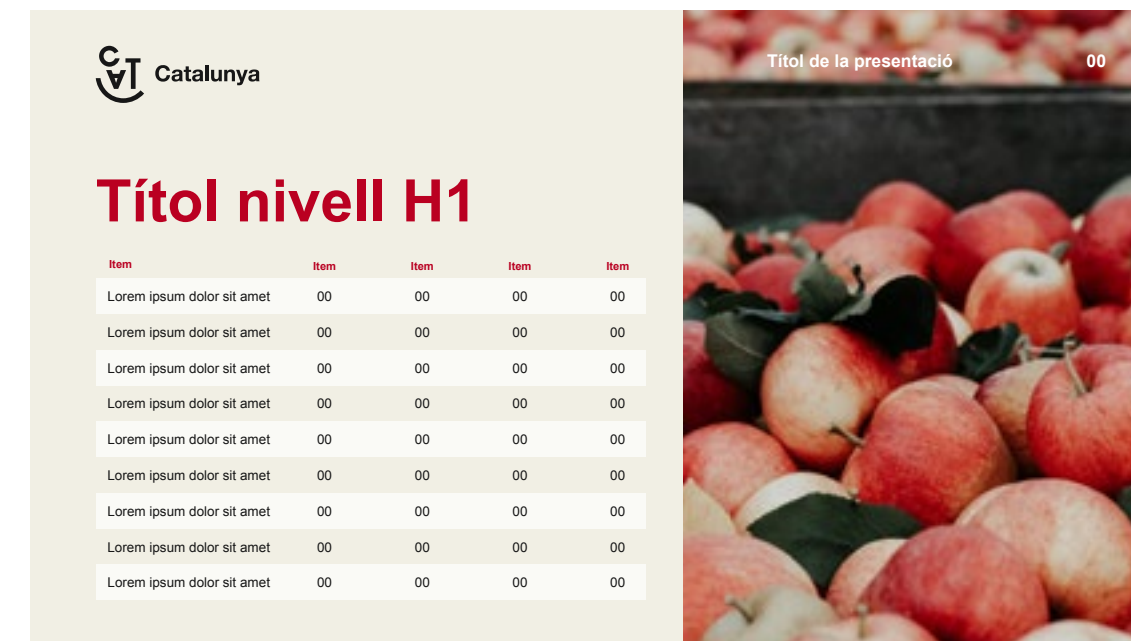 CAT
Catalunya
Títol de la presentació 00
Títol nivell H1
Item Item Item Item Item
Lorem ipsum dolor sit amet 00 00 00 00
Lorem ipsum dolor sit amet 00 00 00 00
Lorem ipsum dolor sit amet 00 00 00 00
Lorem ipsum dolor sit amet 00 00 00 00
Lorem ipsum dolor sit amet 00 00 00 00
Lorem ipsum dolor sit amet 00 00 00 00
Lorem ipsum dolor sit amet 00 00 00 00
Lorem ipsum dolor sit amet 00 00 00 00
Lorem ipsum dolor sit amet 00 00 00 00